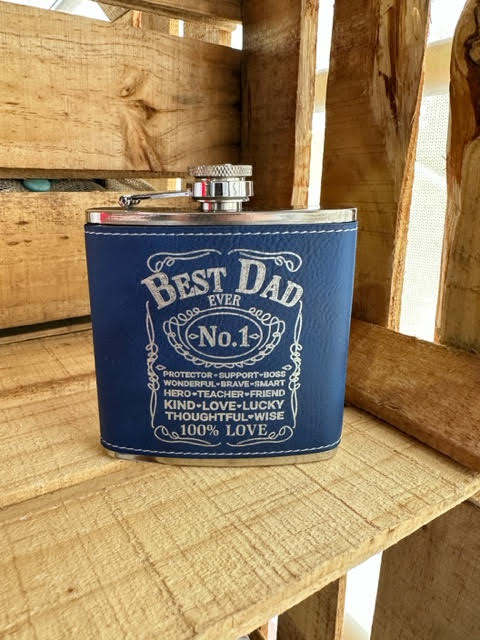 BEST DAD
EVER
No.1
PROTECTOR♥SUPPORT♥BOSS
WONDERFUL♥BRAVE♥SMART
HERO♥TEACHER♥FRIEND
KIND♥LOVE♥LUCKY
THOUGHTFUL♥WISE
100% LOVE